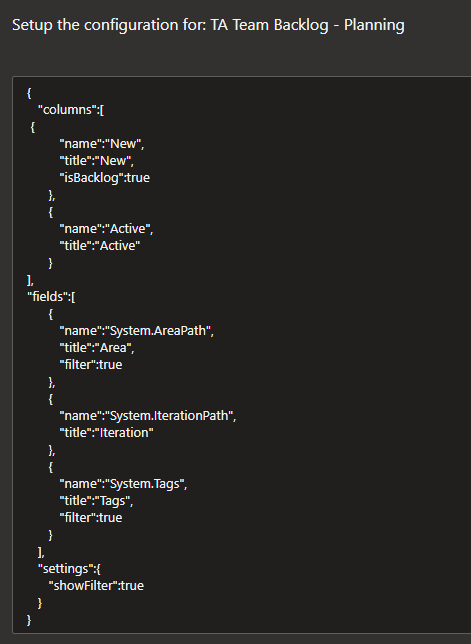 Setup the configuration for: TA Team Backlog - Planning
{
"columns":[
{
"name":"New",
"title":"New",
"isBacklog":true
},
{
"name":"Active",
"title":"Active"
}
],
"fields":[
{
"name":"System.AreaPath",
"title":"Area",
"filter":true
},
{
"name":"System.IterationPath",
"title":"Iteration"
},
{
"name":"System.Tags",
"title":"Tags",
"filter":true
}
],
"settings":{
"showFilter":true
}
}